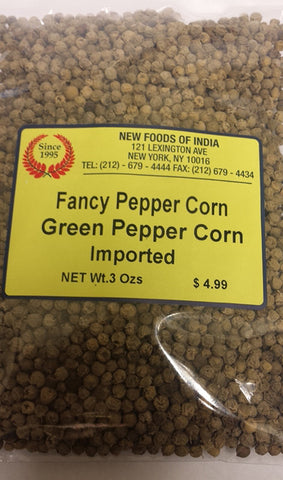 Since
1995
NEW FOODS OF INDIA
121 LEXINGTON AVE
NEW YORK, NY 10016
TEL: (212) - 679 - 4444 FAX: (212) 679 - 4434
Fancy Pepper Corn
Green Pepper Corn
Imported
NET Wt.3 Ozs $ 4.99